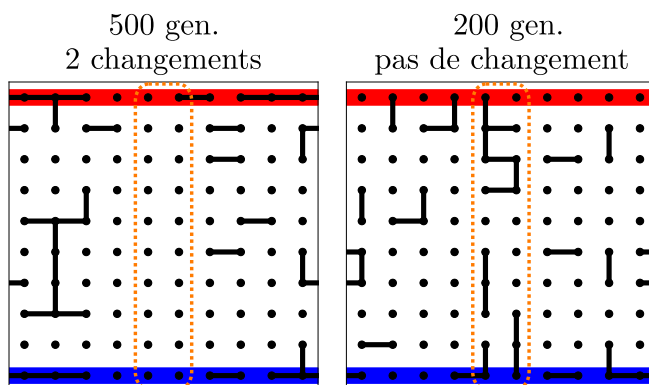 500 gen.
2 changements
200 gen.
pas de changement